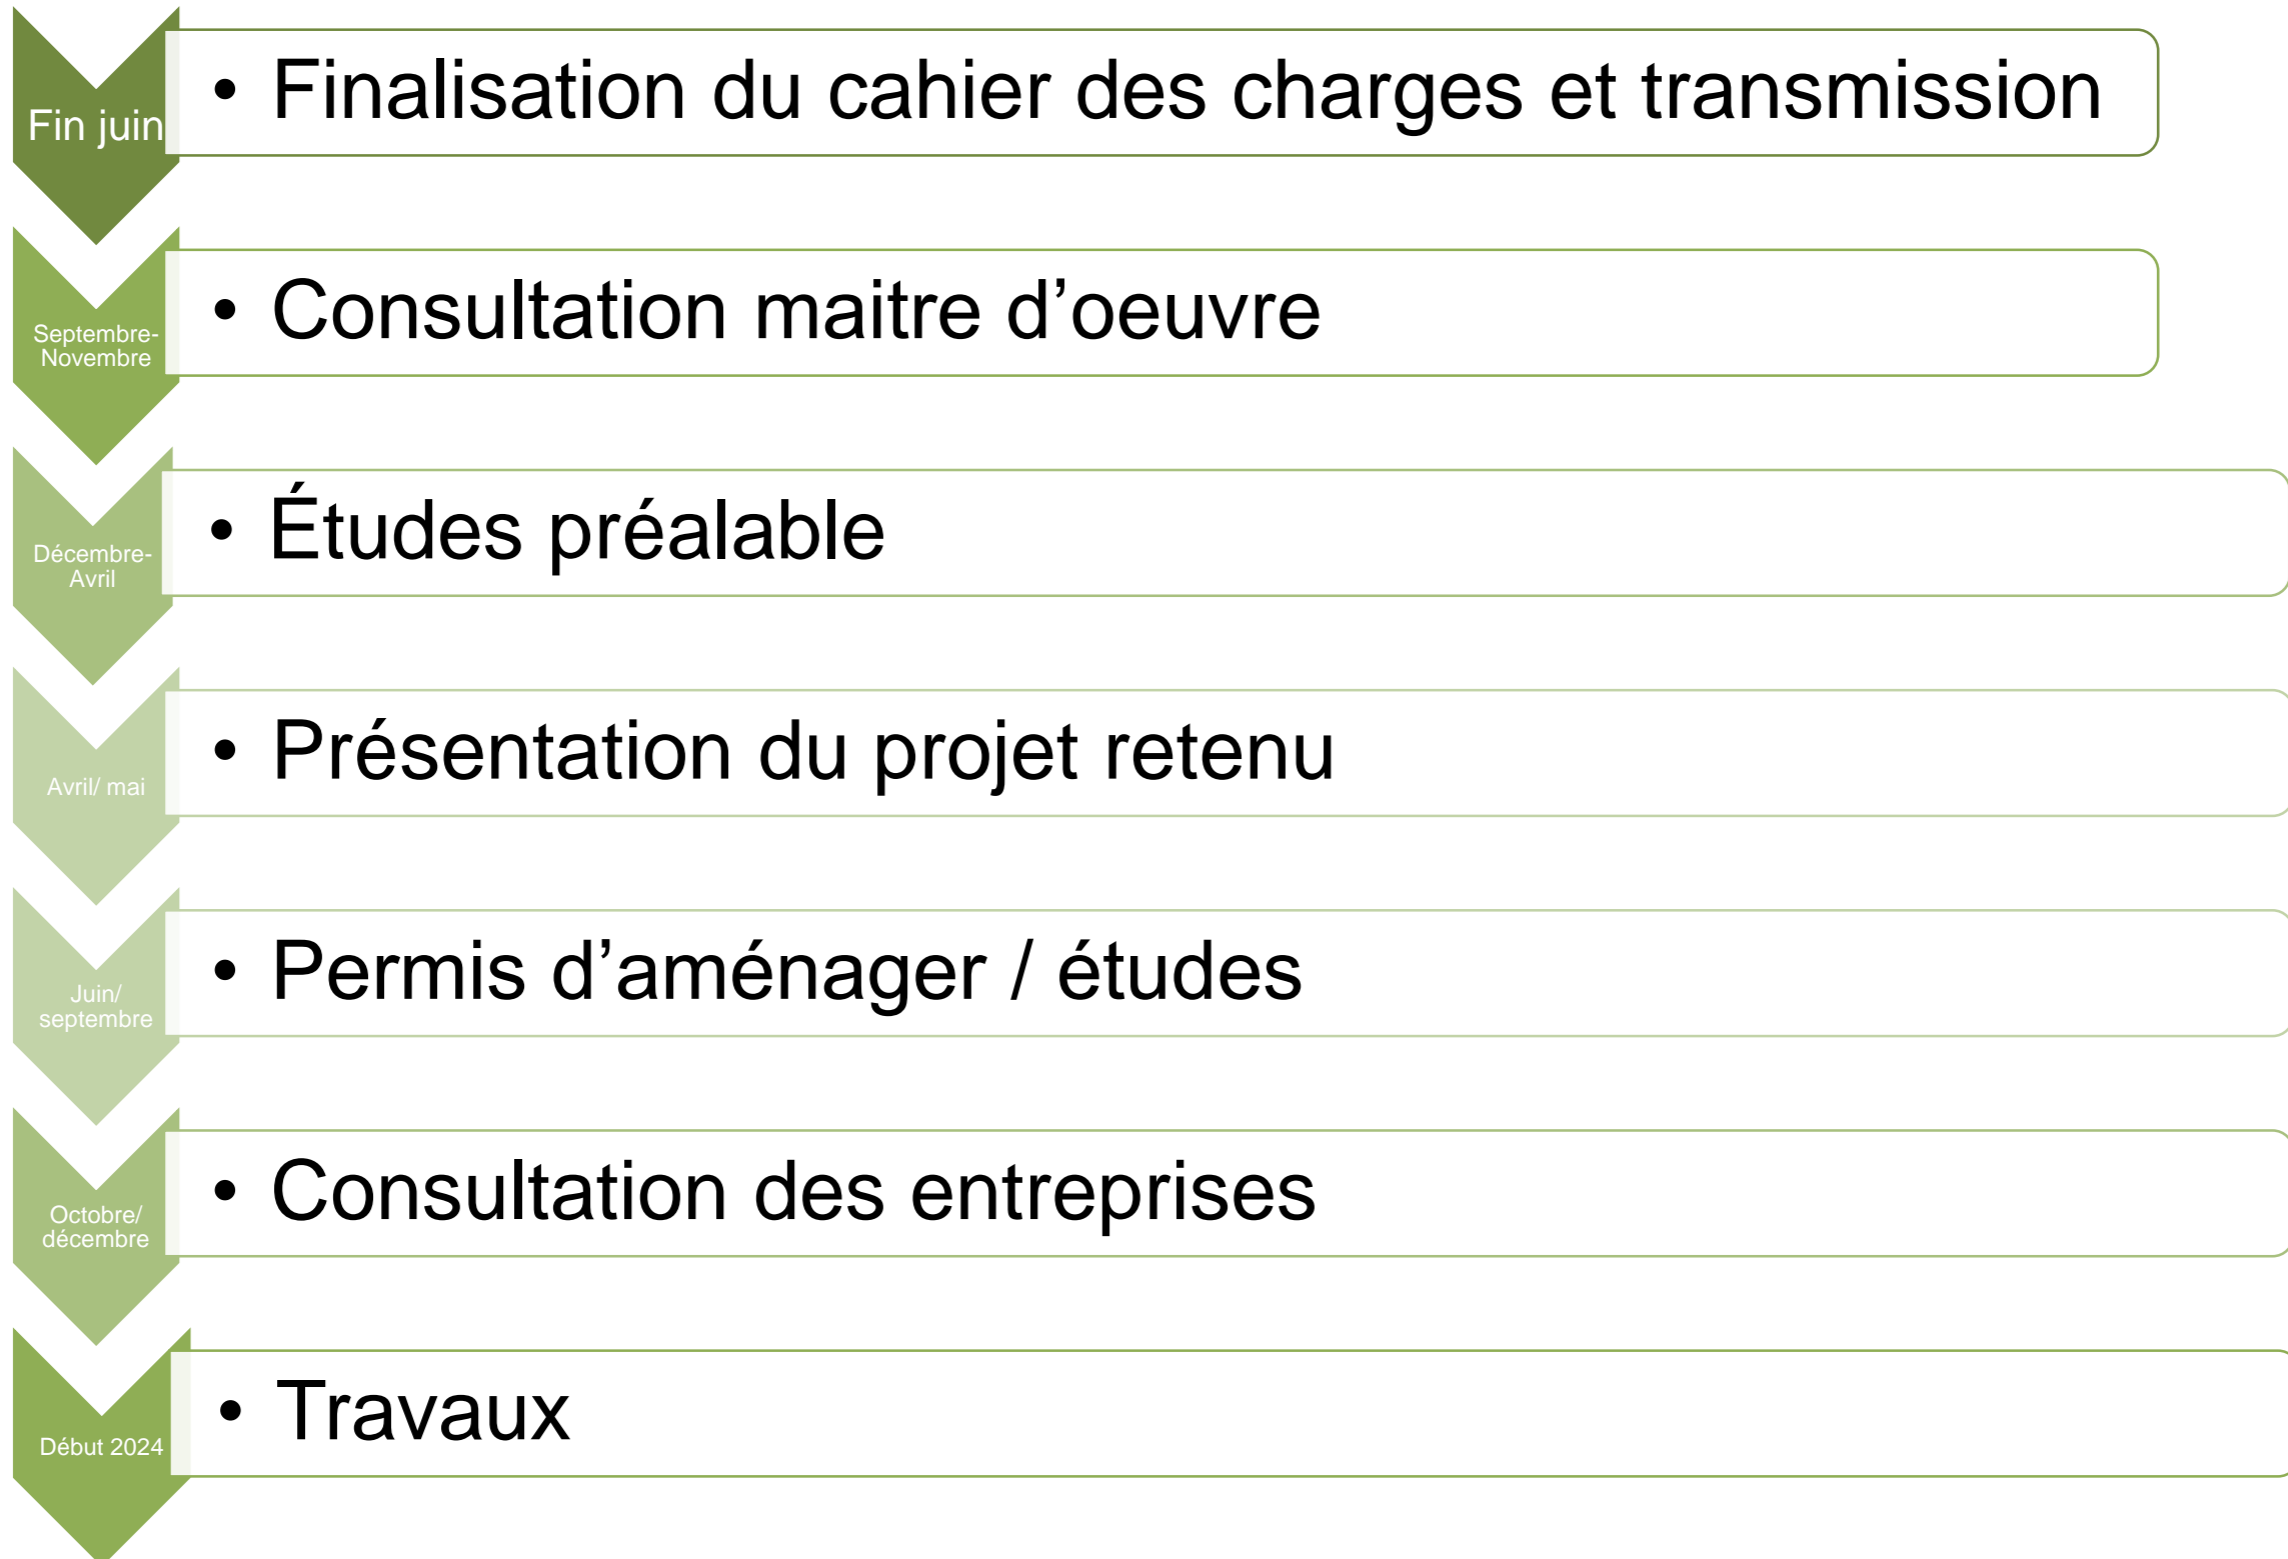 Fin juin
• Finalisation du cahier des charges et transmission
Septembre-
Novembre
• Consultation maitre d’oeuvre
Décembre-
Avril
• Études préalable
Avril/ mai
• Présentation du projet retenu
Juin/
septembre
• Permis d’aménager / études
Octobre/
décembre
• Consultation des entreprises
Début 2024
• Travaux